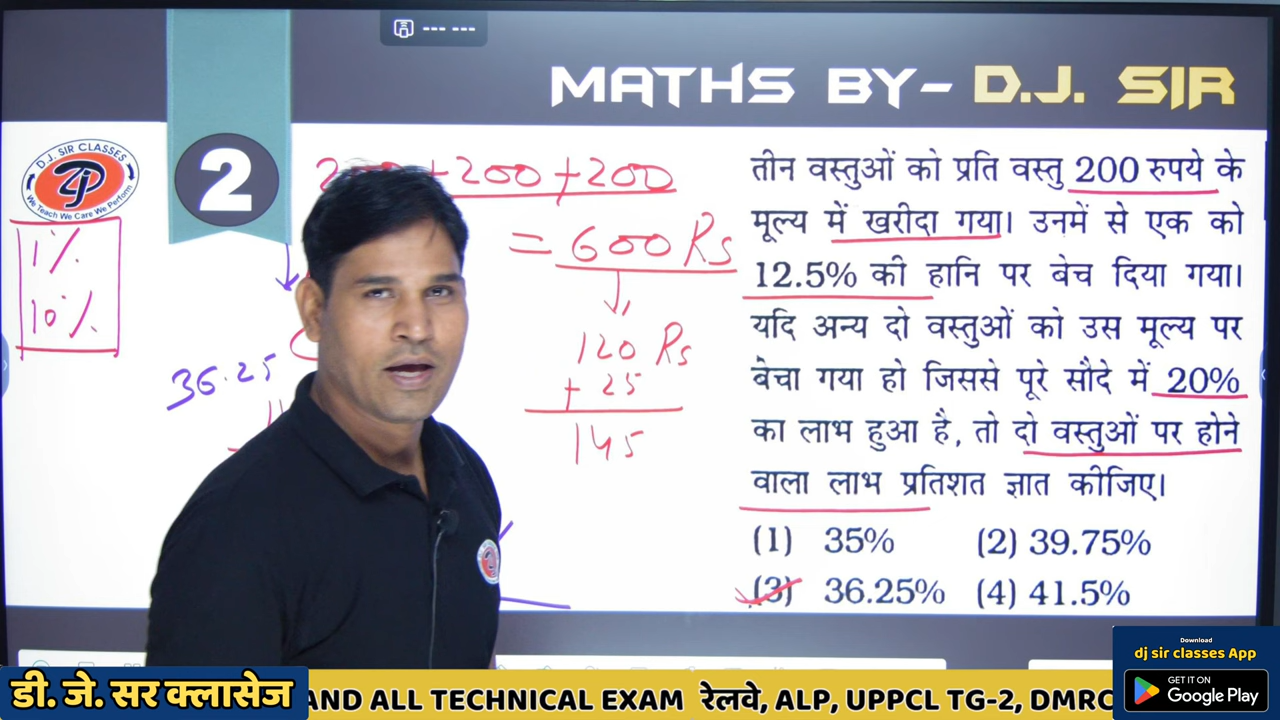 MATHS BY- D.J. SIR
D.J. SIR CLASSES
We Teach We Care We Perform
2
1%
10%
+200 +200
= 600 Rs
120 Rs
+ 25
145
36.25
तीन वस्तुओं को प्रति वस्तु 200 रुपये के
मूल्य में खरीदा गया। उनमें से एक को
12.5% की हानि पर बेच दिया गया।
यदि अन्य दो वस्तुओं को उस मूल्य पर
बेचा गया हो जिससे पूरे सौदे में 20%
का लाभ हुआ है, तो दो वस्तुओं पर होने
वाला लाभ प्रतिशत ज्ञात कीजिए।
(1) 35% (2) 39.75%
(3) 36.25% (4) 41.5%
डी. जे. सर क्लासेज
AND ALL TECHNICAL EXAM रेलवे, ALP, UPPCL TG-2, DMRC
Download
dj sir classes App
GET IT ON
Google Play